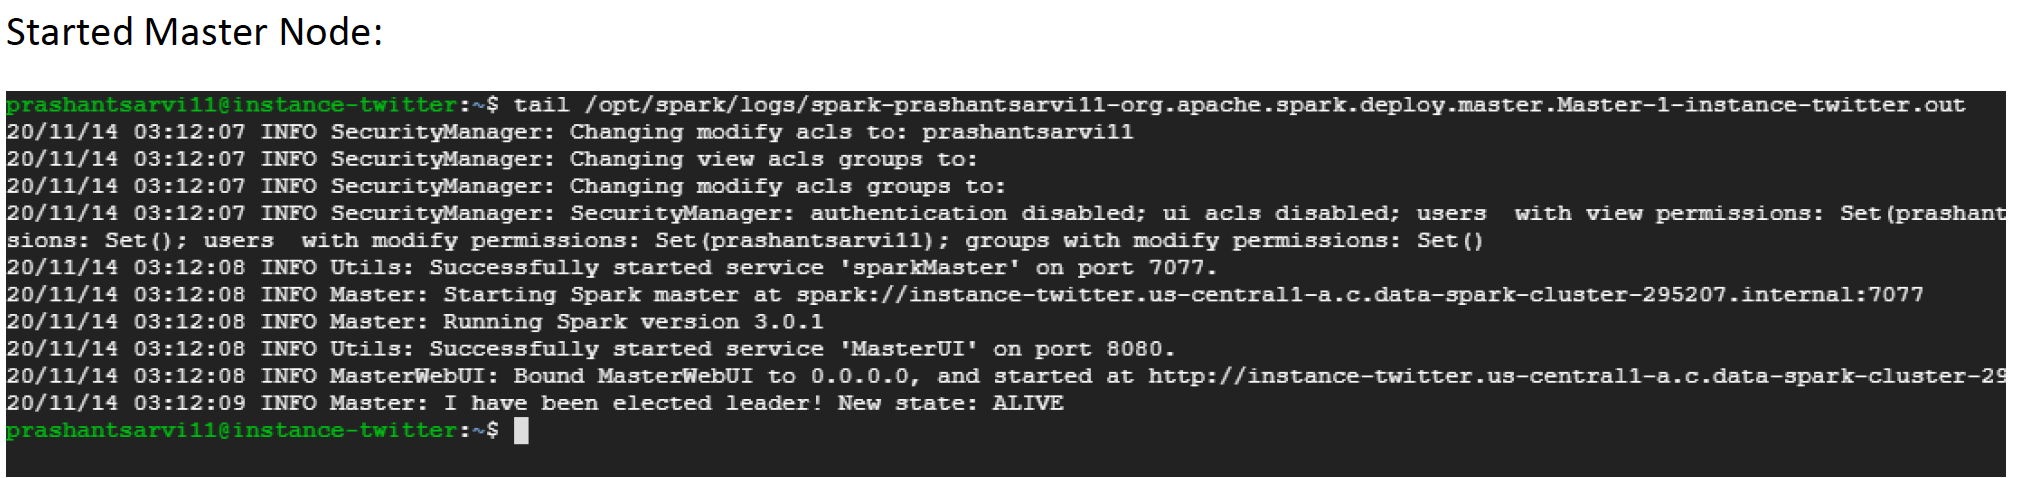 Started Master Node:
prashantsarvi11@instance-twitter:~$ tail /opt/spark/logs/spark-prashantsarvi11-org.apache.spark.deploy.master.Master-1-instance-twitter.out
20/11/14 03:12:07 INFO SecurityManager: Changing modify acls to: prashantsarvi11
20/11/14 03:12:07 INFO SecurityManager: Changing view acls groups to:
20/11/14 03:12:07 INFO SecurityManager: Changing modify acls groups to:
20/11/14 03:12:07 INFO SecurityManager: SecurityManager: authentication disabled; ui acls disabled; users  with view permissions: Set(prashant
sions: Set(); users  with modify permissions: Set(prashantsarvi11); groups with modify permissions: Set()
20/11/14 03:12:08 INFO Utils: Successfully started service 'sparkMaster' on port 7077.
20/11/14 03:12:08 INFO Master: Starting Spark master at spark://instance-twitter.us-central1-a.c.data-spark-cluster-295207.internal:7077
20/11/14 03:12:08 INFO Master: Running Spark version 3.0.1
20/11/14 03:12:08 INFO Utils: Successfully started service 'MasterUI' on port 8080.
20/11/14 03:12:08 INFO MasterWebUI: Bound MasterWebUI to 0.0.0.0, and started at http://instance-twitter.us-central1-a.c.data-spark-cluster-29
20/11/14 03:12:09 INFO Master: I have been elected leader! New state: ALIVE
prashantsarvi11@instance-twitter:~$